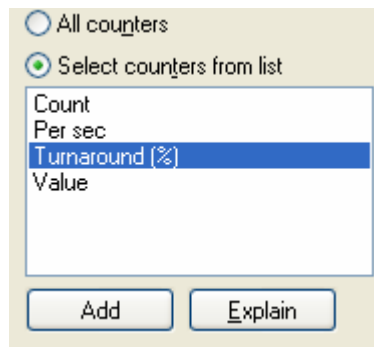 All counters
Select counters from list
Count
Per sec
Turnaround (%)
Value
Add Explain